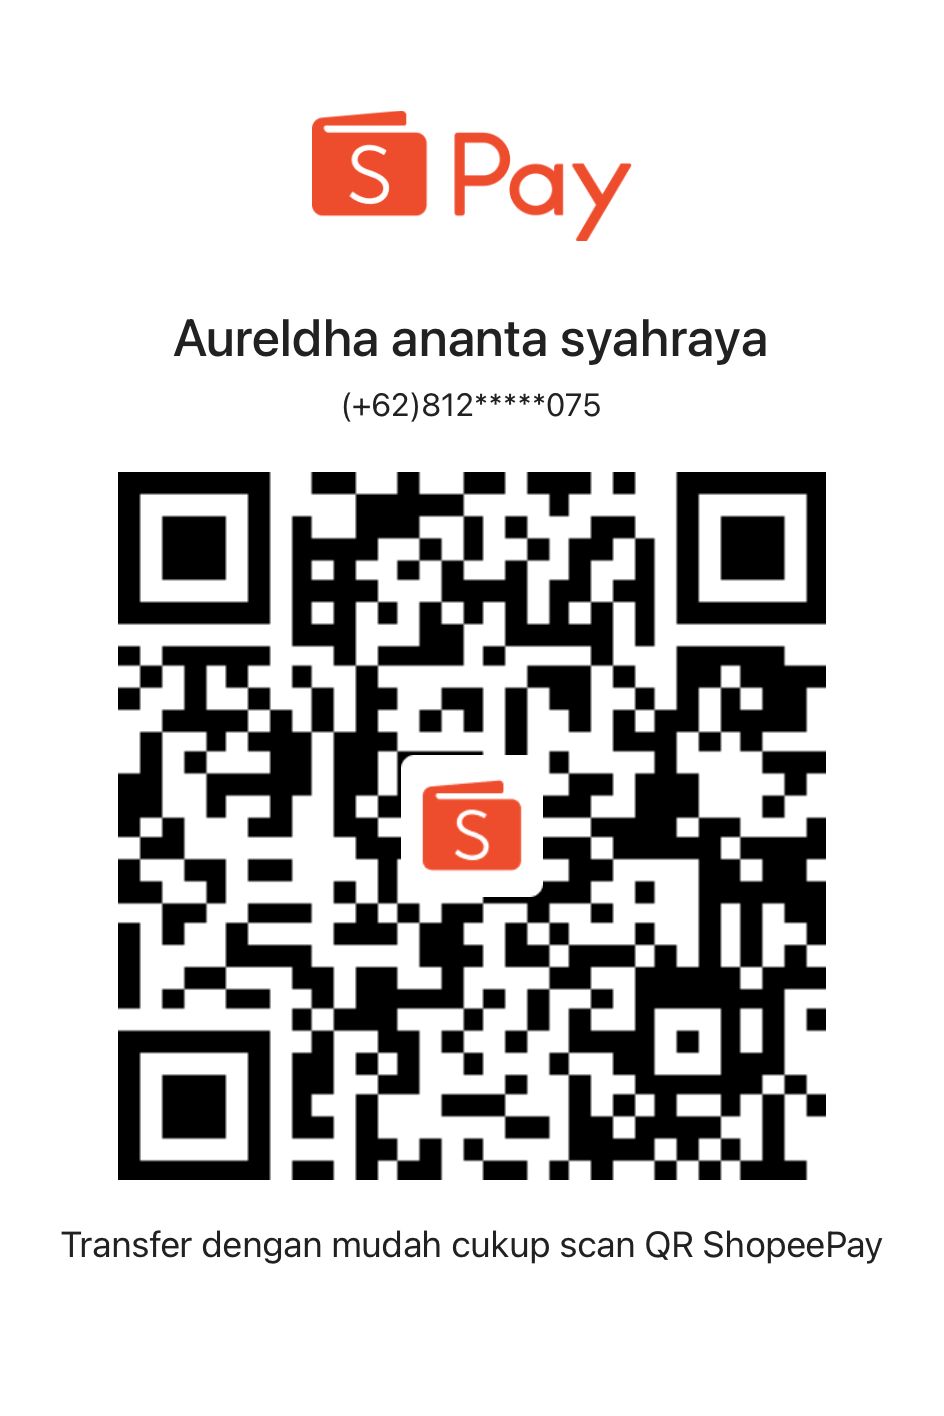 S Pay
Aureldha ananta syahraya
(+62)812*****075
S
Transfer dengan mudah cukup scan QR ShopeePay